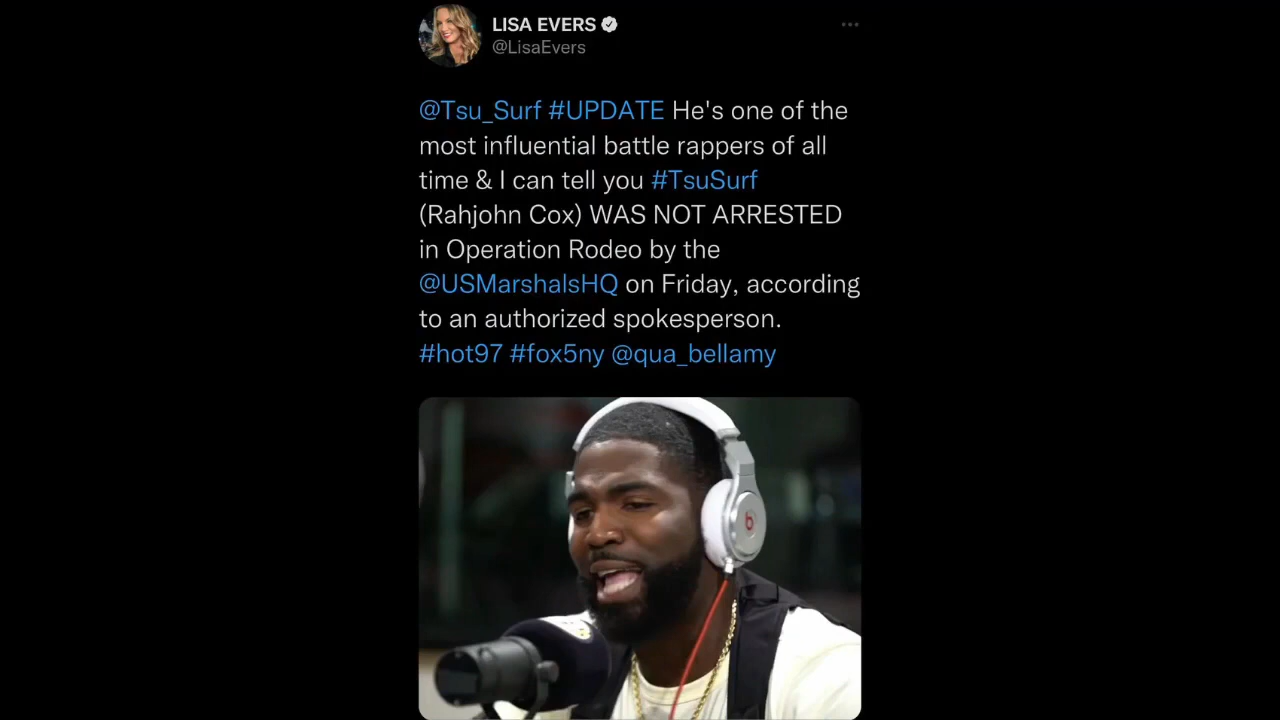 LISA EVERS
@LisaEvers
@Tsu_Surf #UPDATE He's one of the
most influential battle rappers of all
time & I can tell you #TsuSurf
(Rahjohn Cox) WAS NOT ARRESTED
in Operation Rodeo by the
@USMarshalsHQ on Friday, according
to an authorized spokesperson.
#hot97 #fox5ny @qua_bellamy
b